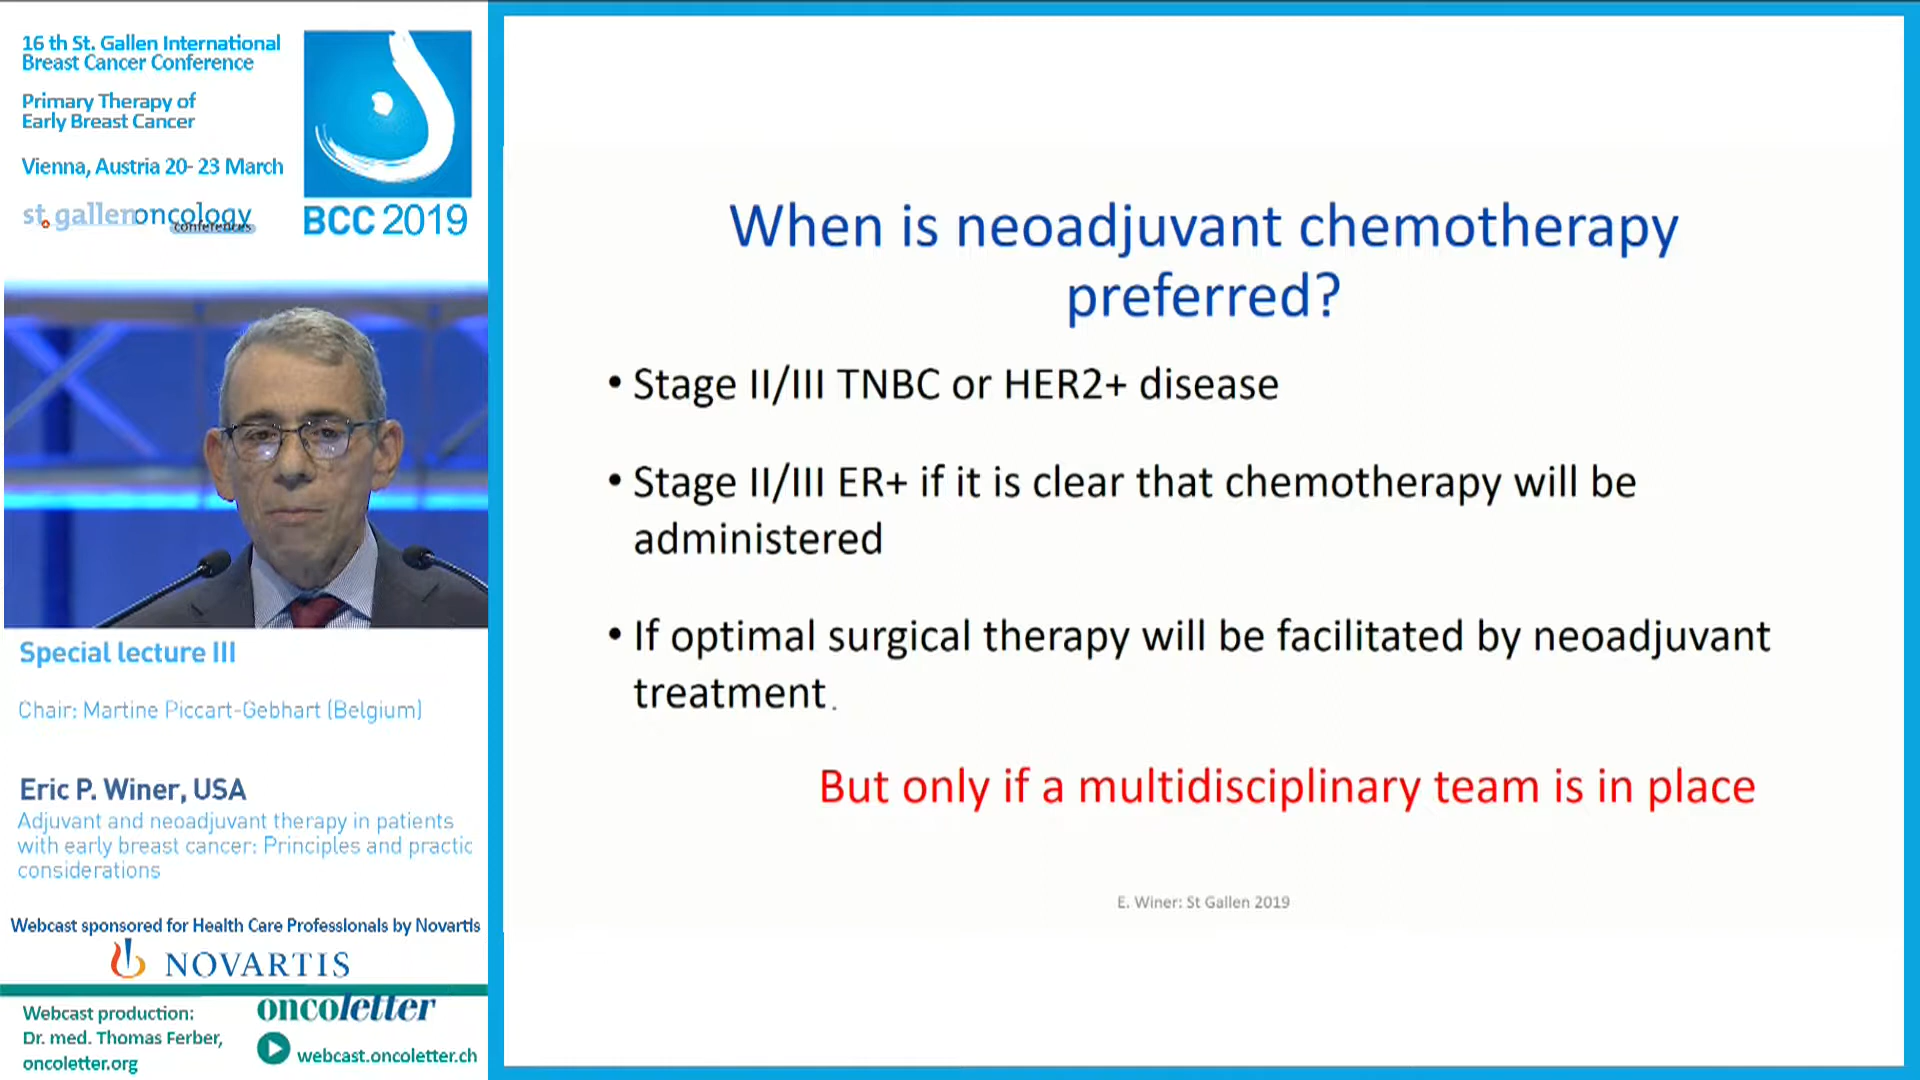 16 th St. Gallen International
Breast Cancer Conference
Primary Therapy of
Early Breast Cancer
Vienna, Austria 20- 23 March
st.gallenoncology
conferences
BCC 2019
Special lecture III
Chair: Martine Piccart-Gebhart (Belgium)
Eric P. Winer, USA
Adjuvant and neoadjuvant therapy in patients
with early breast cancer: Principles and practic
considerations
Webcast sponsored for Health Care Professionals by Novartis
NOVARTIS
Webcast production:
Dr. med. Thomas Ferber,
oncoletter.org
oncoletter
webcast.oncoletter.ch
When is neoadjuvant chemotherapy
preferred?
• Stage II/III TNBC or HER2+ disease
• Stage II/III ER+ if it is clear that chemotherapy will be
administered
• If optimal surgical therapy will be facilitated by neoadjuvant
treatment.
But only if a multidisciplinary team is in place
E. Winer: St Gallen 2019